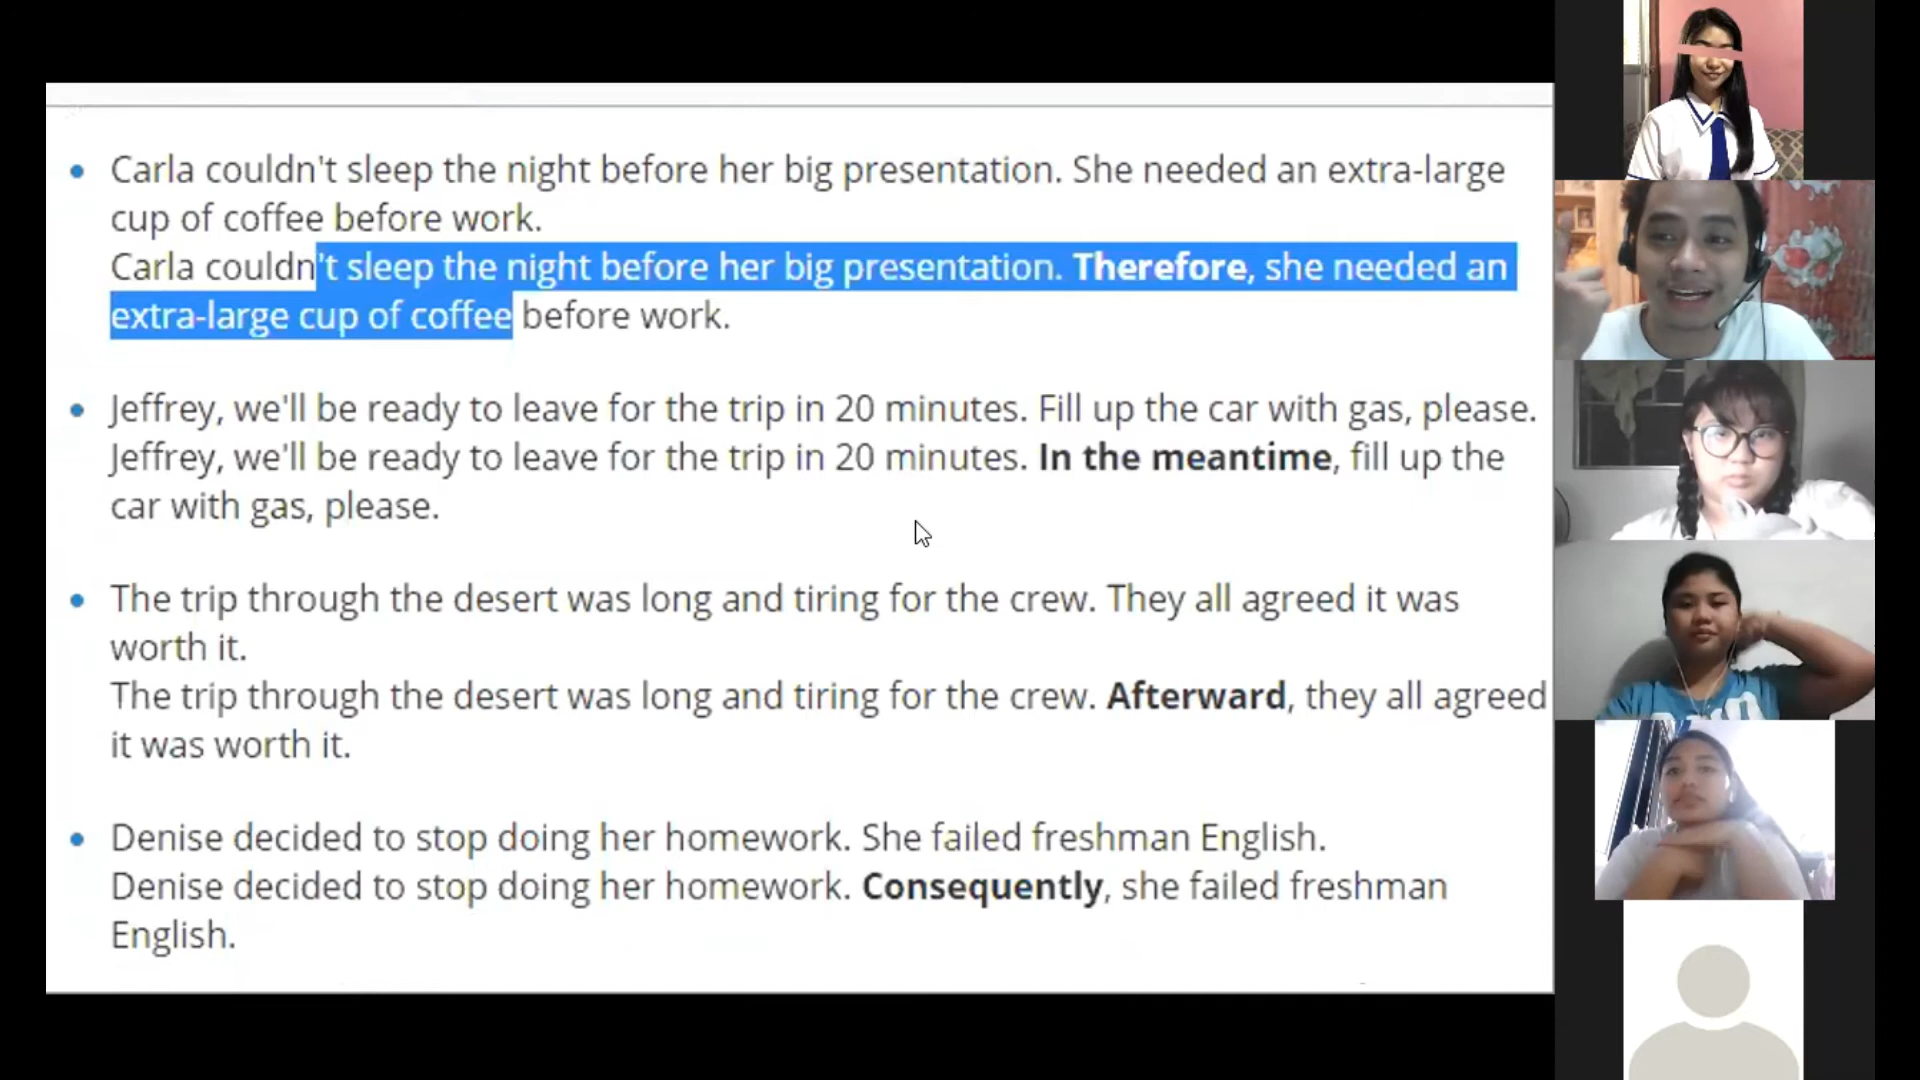 Carla couldn't sleep the night before her big presentation. She needed an extra-large
cup of coffee before work.
Carla couldn't sleep the night before her big presentation. Therefore, she needed an
extra-large cup of coffee before work.
Jeffrey, we'll be ready to leave for the trip in 20 minutes. Fill up the car with gas, please.
Jeffrey, we'll be ready to leave for the trip in 20 minutes. In the meantime, fill up the
car with gas, please.
The trip through the desert was long and tiring for the crew. They all agreed it was
worth it.
The trip through the desert was long and tiring for the crew. Afterward, they all agreed
it was worth it.
Denise decided to stop doing her homework. She failed freshman English.
Denise decided to stop doing her homework. Consequently, she failed freshman
English.